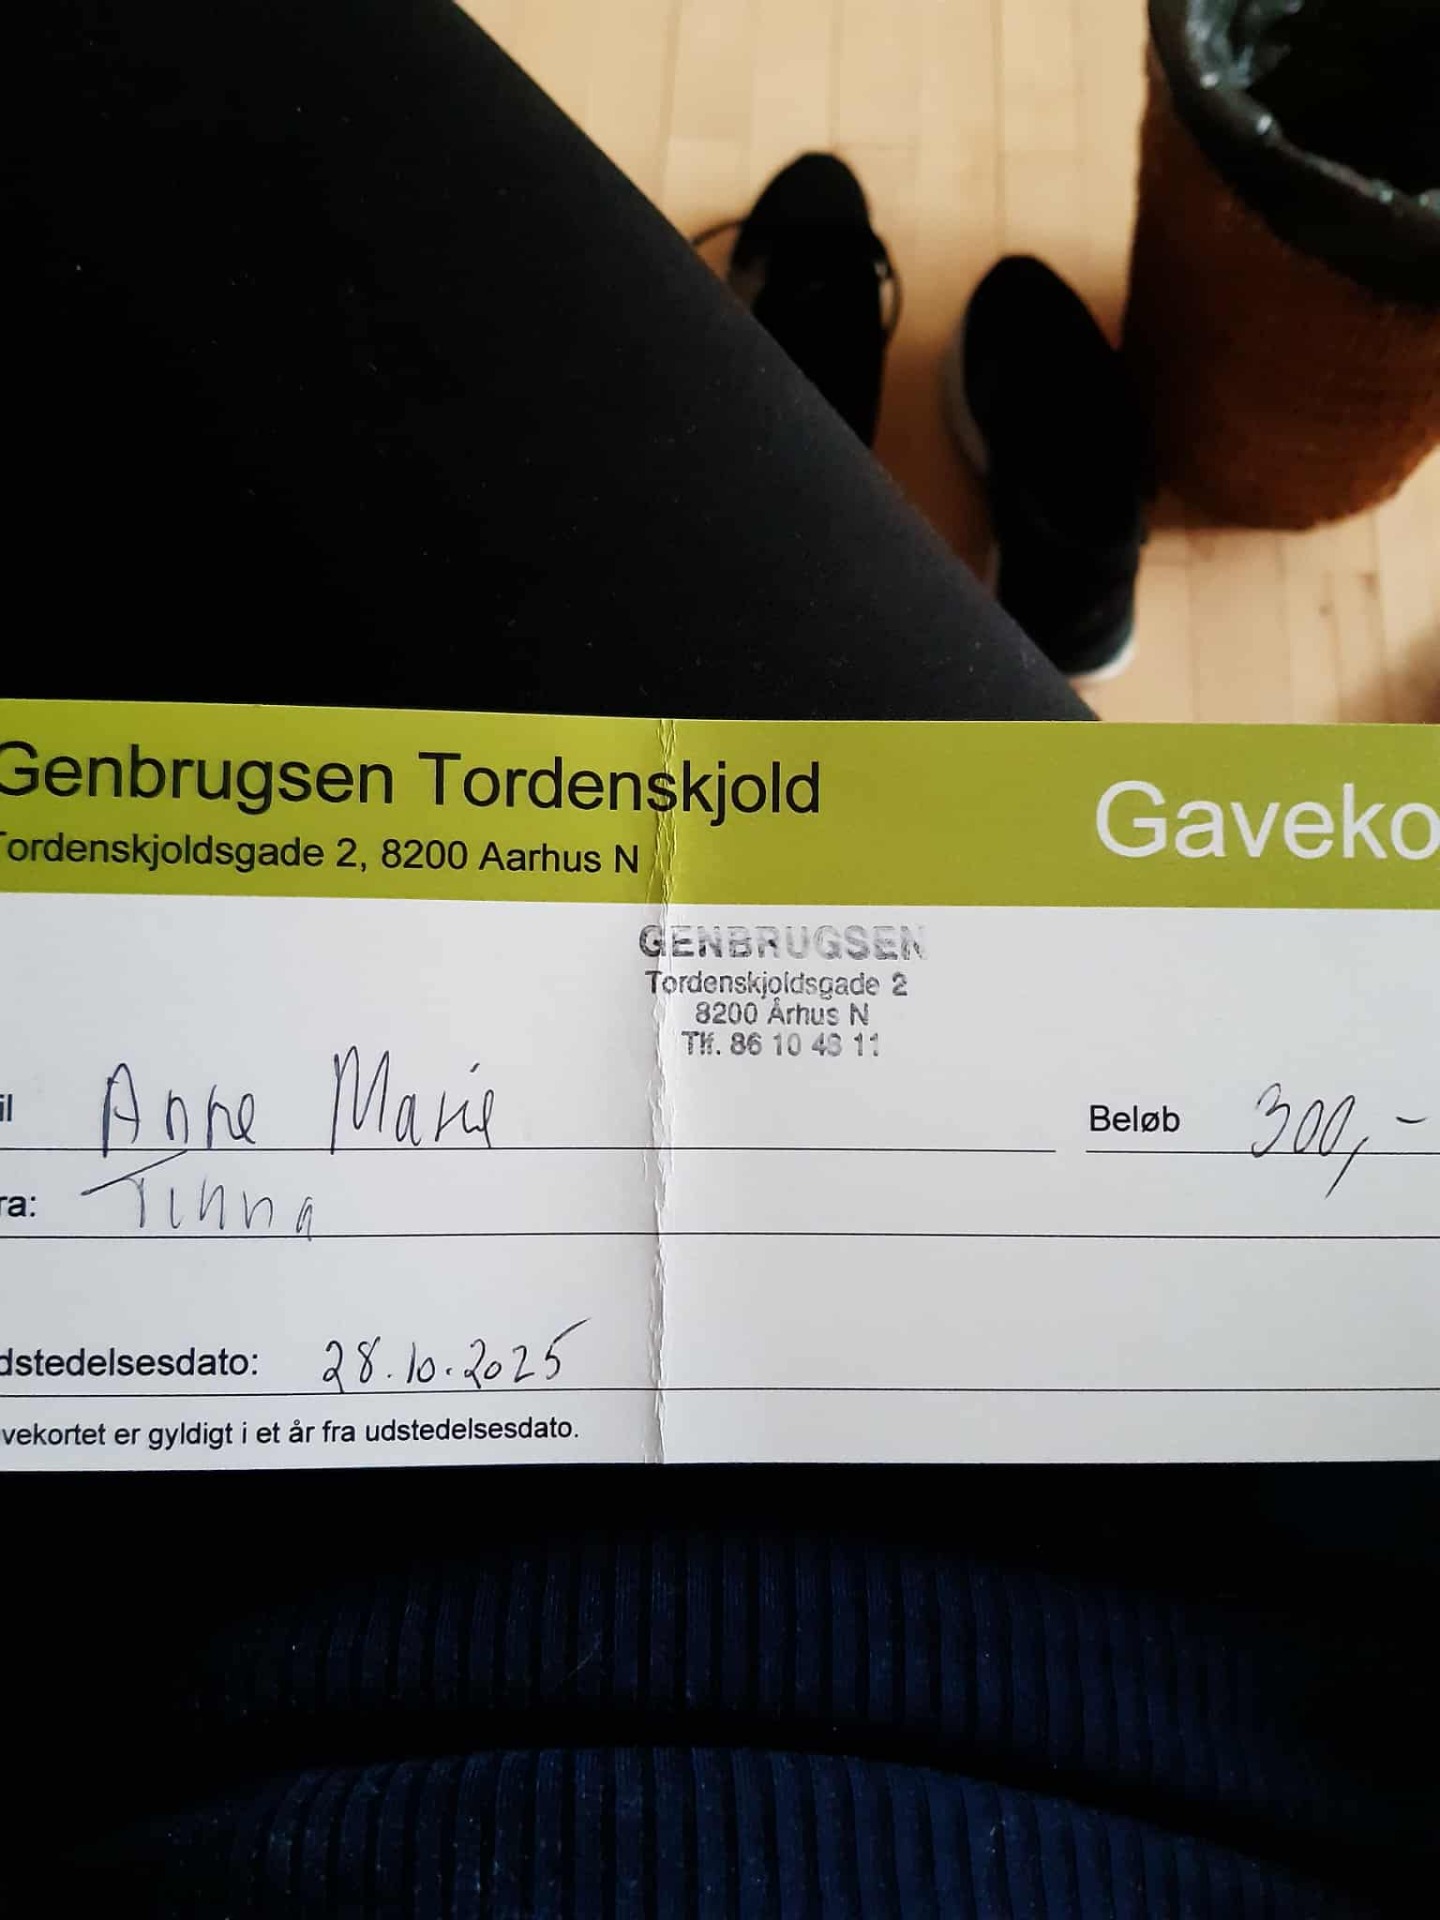 Genbrugsen Tordenskjold
Tordenskjoldsgade 2, 8200 Aarhus N
Gaveko
GENBRUGSEN
Tordenskjoldsgade 2
8200 Århus N
Tlf. 86 10 48 11
il Anne Marie
Beløb 300,-
ra: Tinna
dstedelsesdato: 28.10.2025
vekortet er gyldigt i et år fra udstedelsesdato.